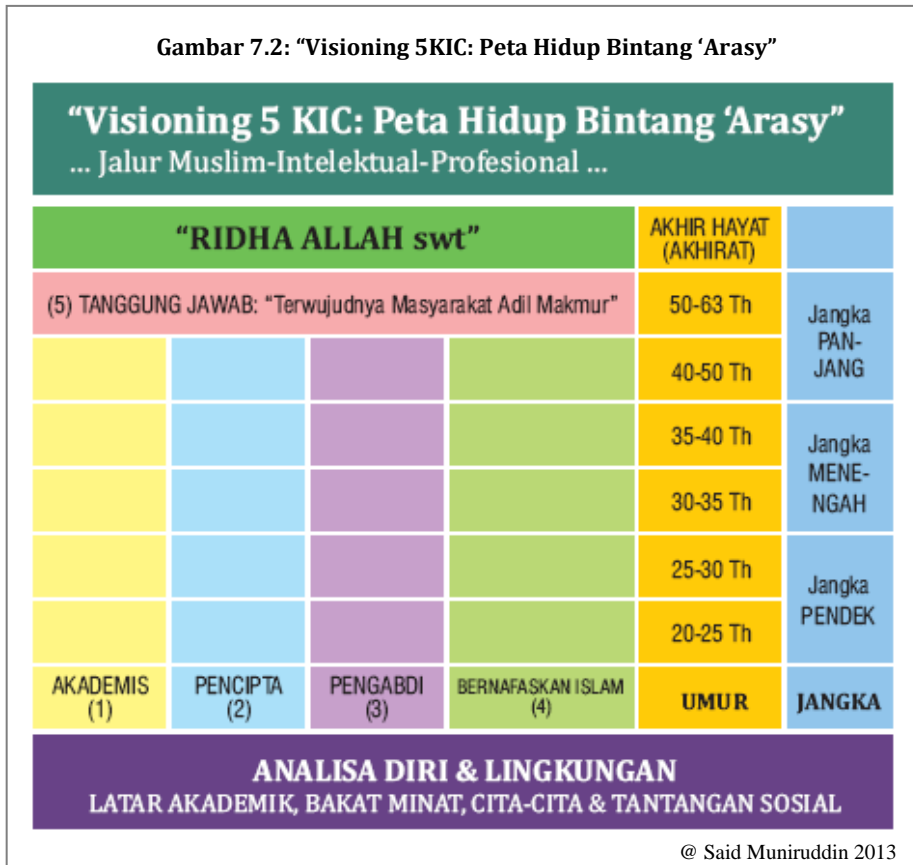 Gambar 7.2: “Visioning 5KIC: Peta Hidup Bintang ‘Arasy”
“Visioning 5 KIC: Peta Hidup Bintang ‘Arasy”
... Jalur Muslim-Intelektual-Profesional ...
“RIDHA ALLAH swt”
AKHIR HAYAT
(AKHIRAT)
(5) TANGGUNG JAWAB: “Terwujudnya Masyarakat Adil Makmur”
50-63 Th
Jangka
PAN-
JANG
40-50 Th
35-40 Th
Jangka
MENE-
NGAH
30-35 Th
25-30 Th
Jangka
PENDEK
20-25 Th
AKADEMIS
(1)
PENCIPTA
(2)
PENGABDI
(3)
BERNAFASKAN ISLAM
(4)
UMUR
JANGKA
ANALISA DIRI & LINGKUNGAN
LATAR AKADEMIK, BAKAT MINAT, CITA-CITA & TANTANGAN SOSIAL
@ Said Muniruddin 2013